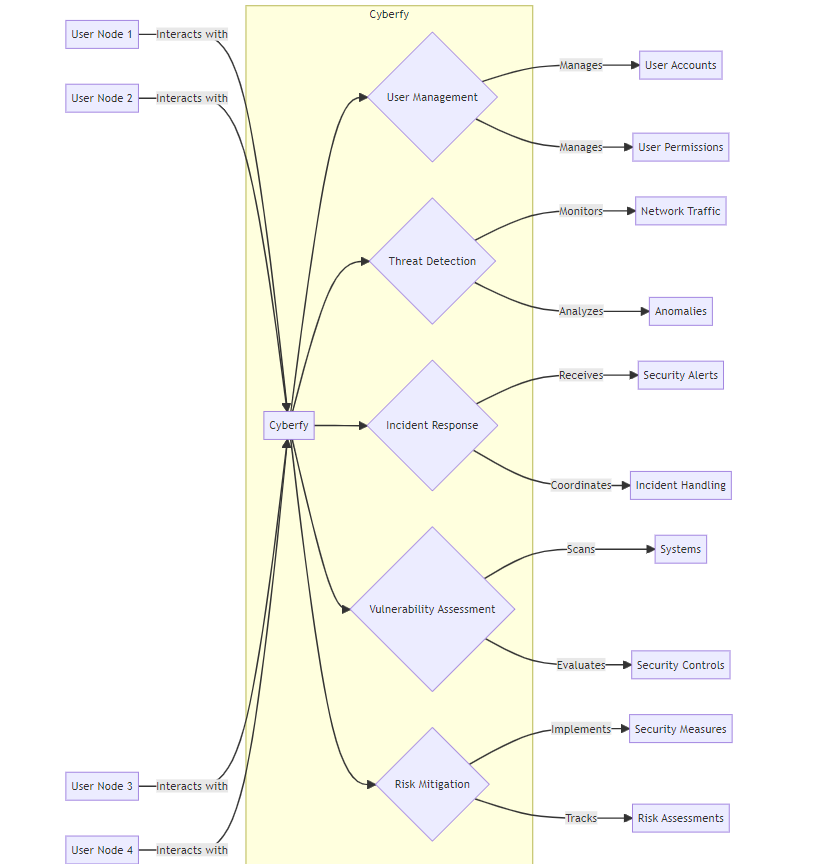 Cyberfy
User Node 1
Interacts with
User Node 2
Interacts with
User Management
Manages
User Accounts
Manages
User Permissions
Threat Detection
Monitors
Network Traffic
Analyzes
Anomalies
Cyberfy
Incident Response
Receives
Security Alerts
Coordinates
Incident Handling
Vulnerability Assessment
Scans
Systems
Evaluates
Security Controls
User Node 3
Interacts with
User Node 4
Interacts with
Risk Mitigation
Implements
Security Measures
Tracks
Risk Assessments